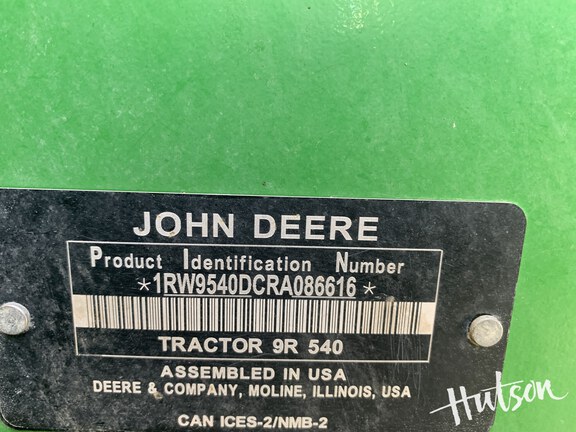 JOHN DEERE
Product Identification Number
*1RW9540DCRA086616*
TRACTOR 9R 540
ASSEMBLED IN USA
DEERE & COMPANY, MOLINE, ILLINOIS, USA
CAN ICES-2/NMB-2
Hutson